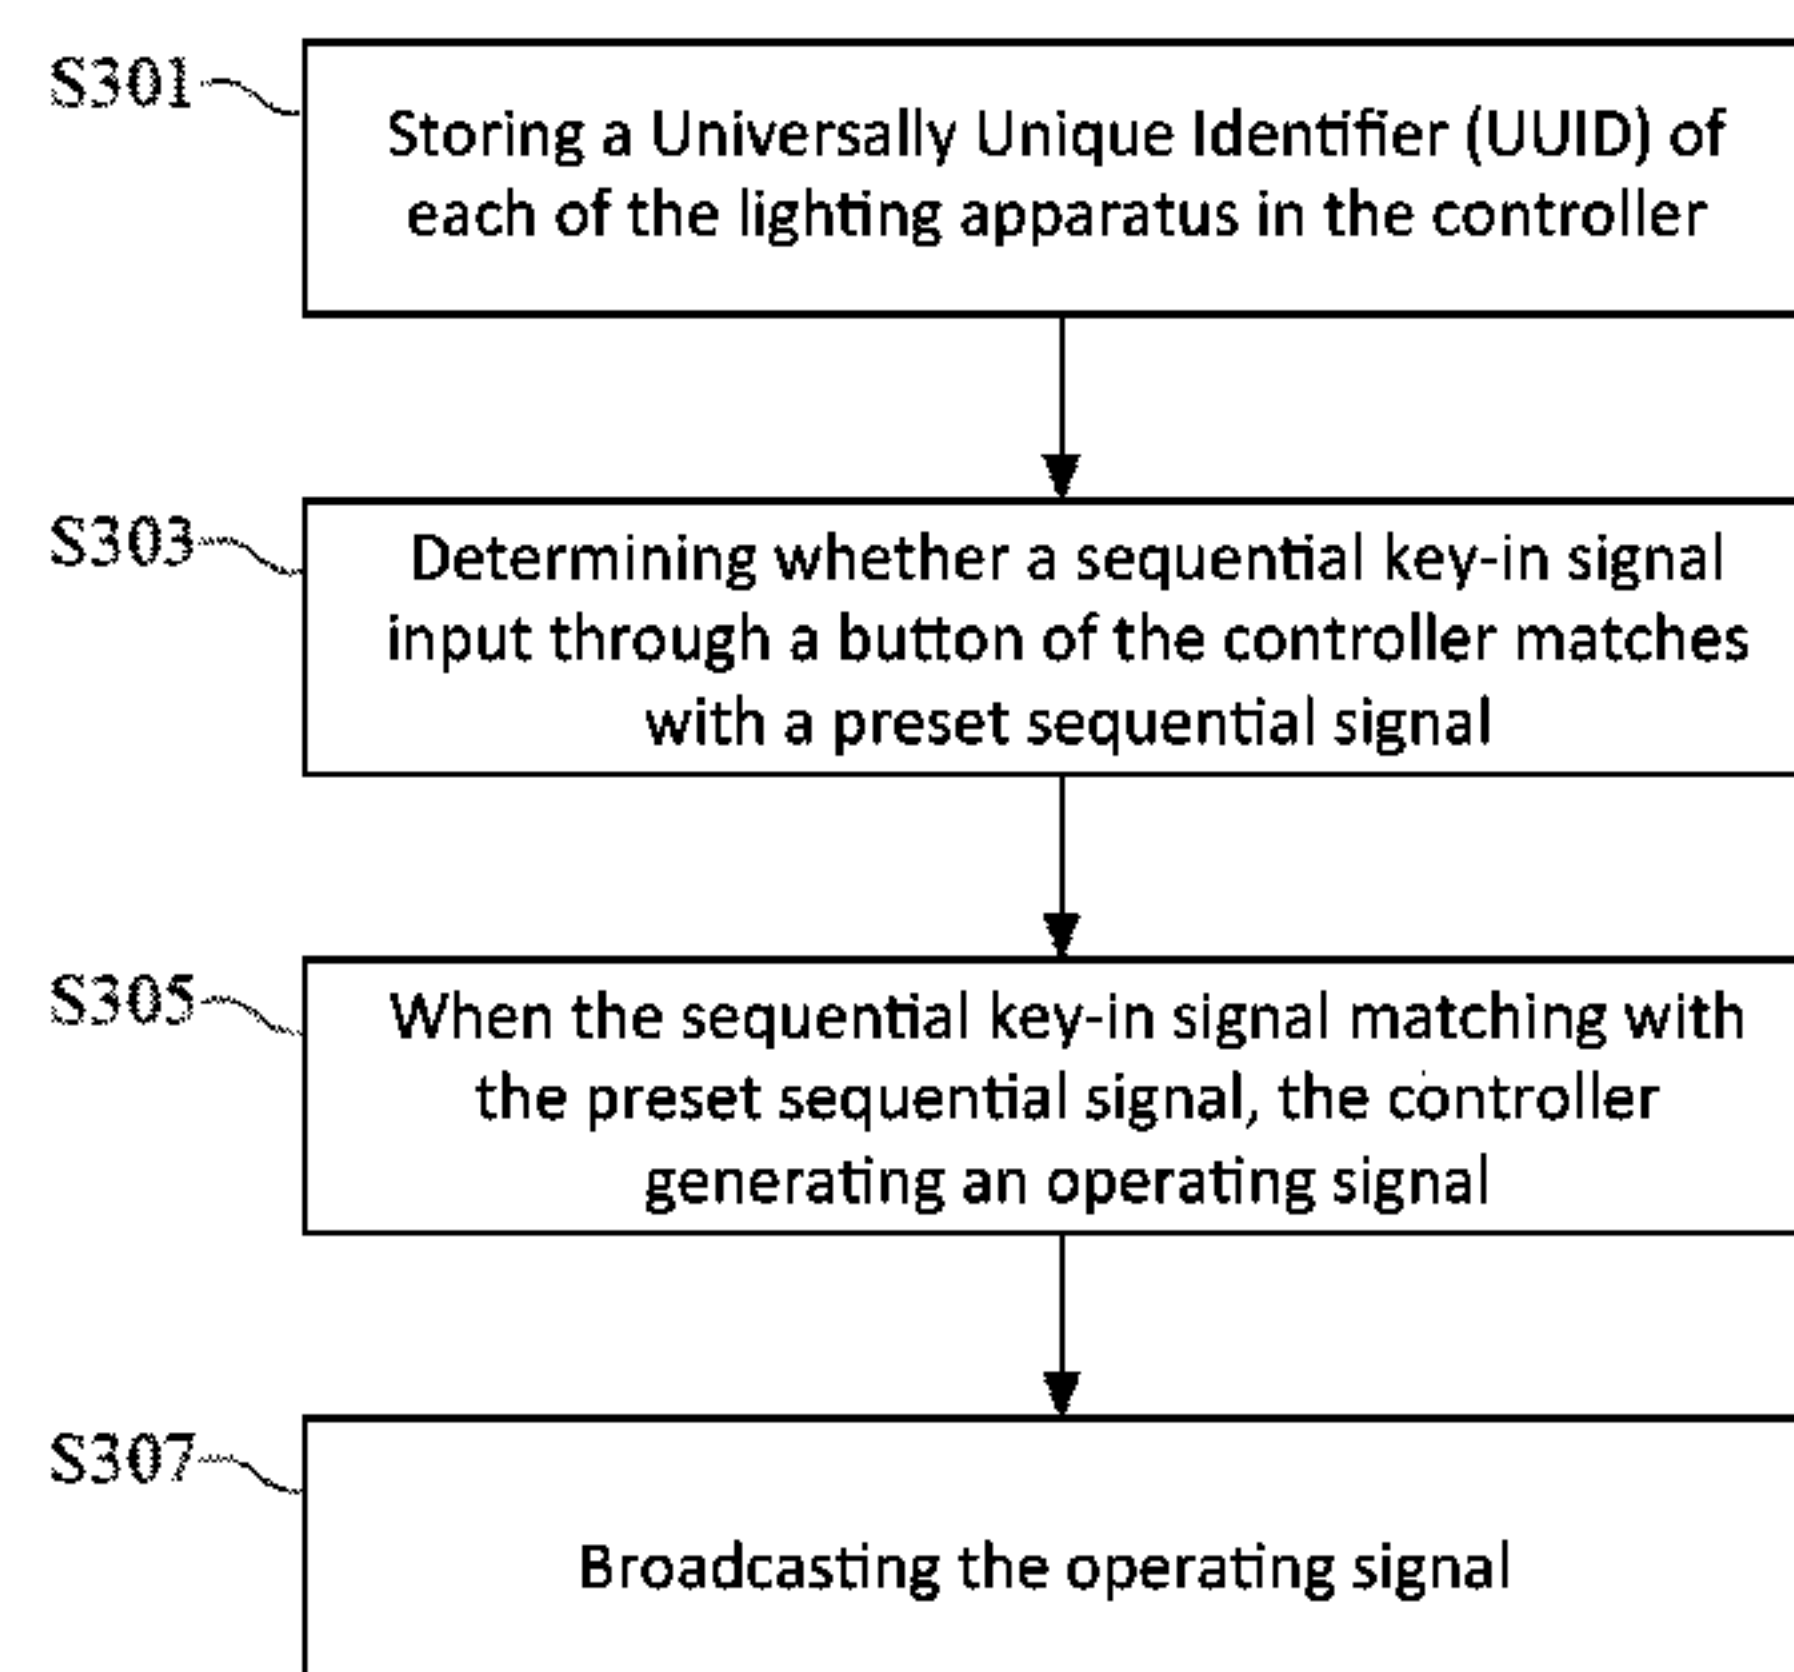 S301
Storing a Universally Unique Identifier (UUID) of
each of the lighting apparatus in the controller
S303
Determining whether a sequential key-in signal
input through a button of the controller matches
with a preset sequential signal
S305
When the sequential key-in signal matching with
the preset sequential signal, the controller
generating an operating signal
S307
Broadcasting the operating signal